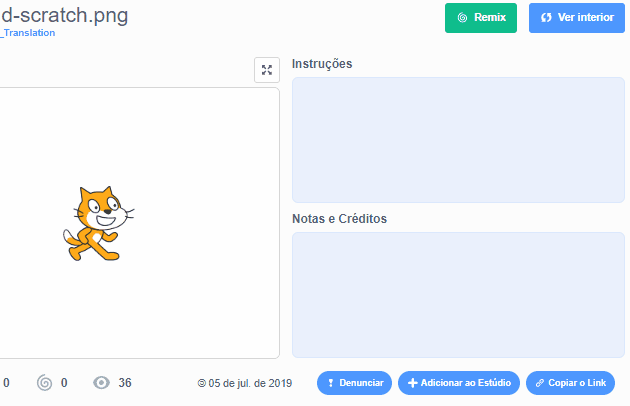 d-scratch.png
_Translation
Remix
Ver interior
Instruções
Notas e Créditos
0
0
36
© 05 de jul. de 2019
Denunciar
Adicionar ao Estúdio
Copiar o Link